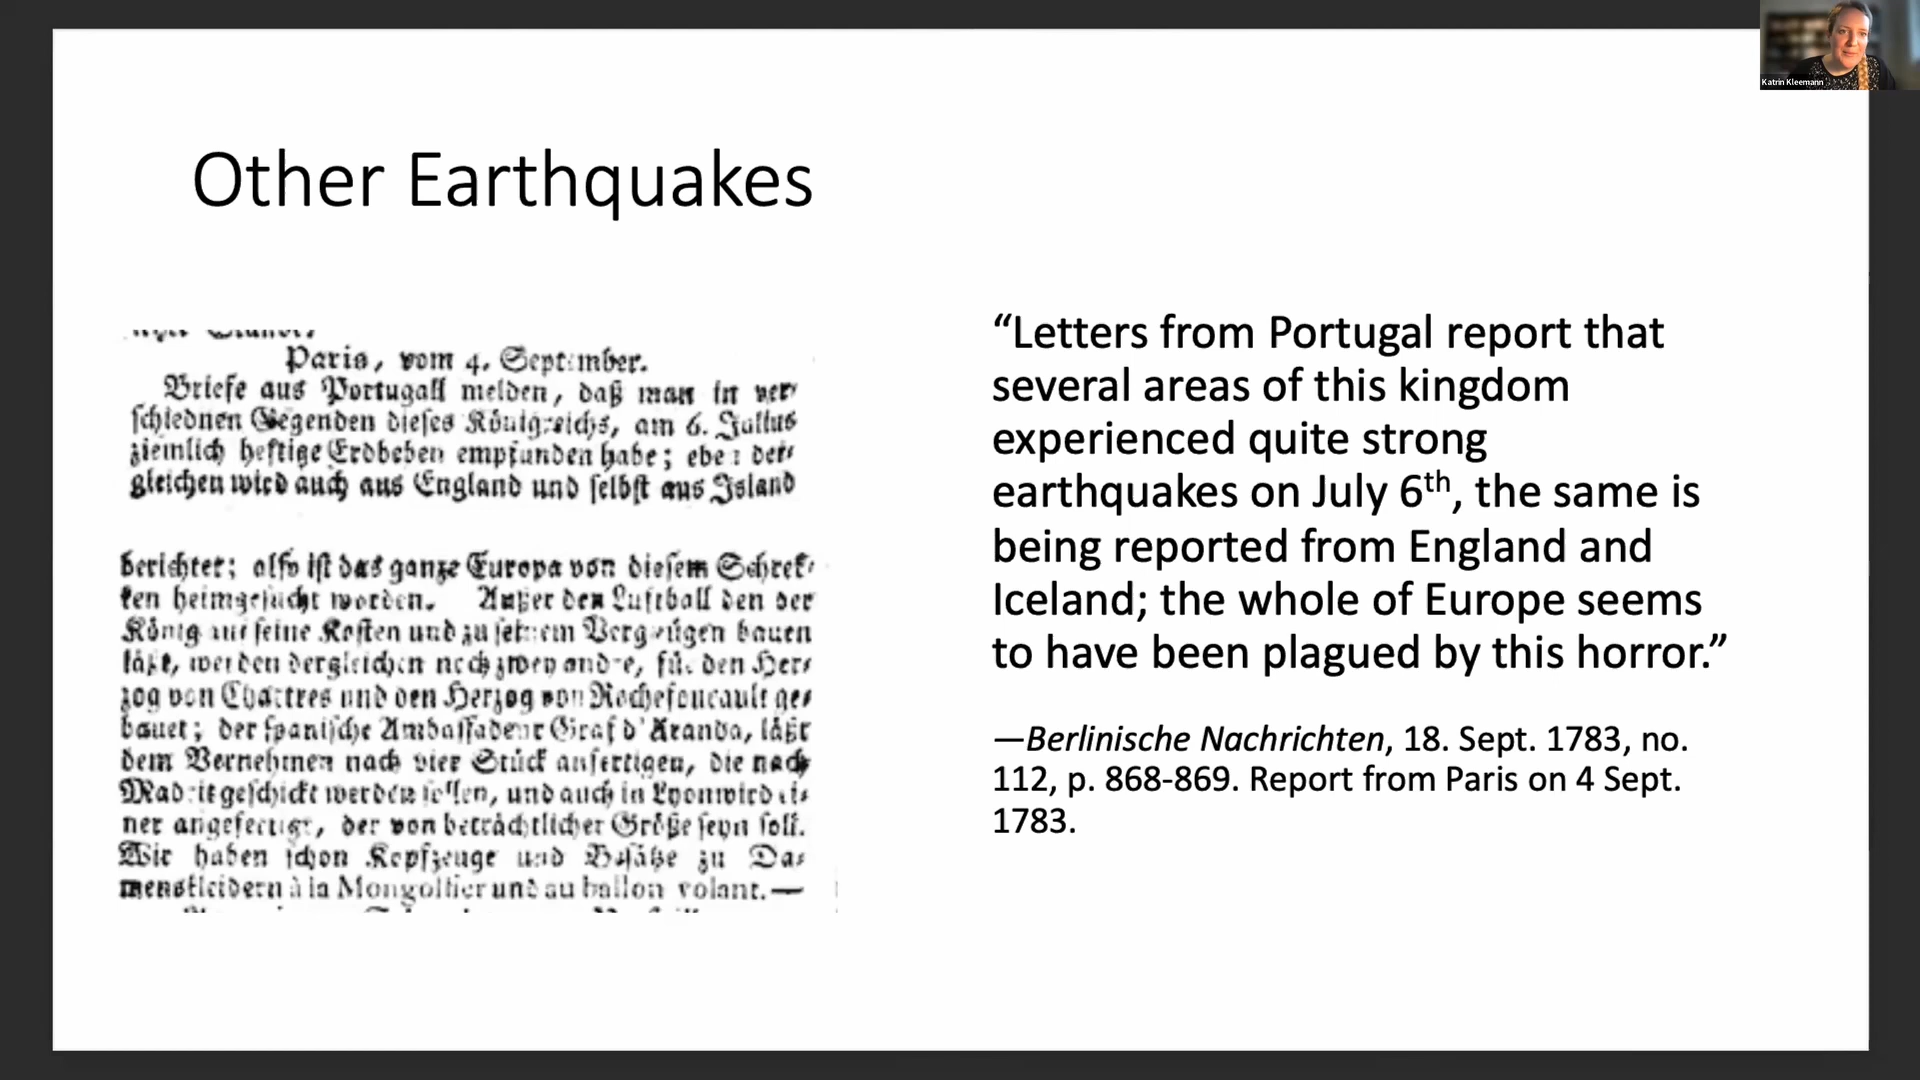 Other Earthquakes
Paris, vom 4. September.
Briefe aus Portugall melden, daß man in ver-
schiednen Gegenden dieses Königreichs, am 6. Julius
ziemlich heftige Erdbeben empfunden habe; eben der-
gleichen wird auch aus England und selbst aus Island
berichtet; also ist das ganze Europa von diesem Schrek-
ken heimgesucht worden. Außer dem Luftball den der
König auf seine Kosten und zu seinem Vergnügen bauen
läßt, werden dergleichen noch zwey andre, für den Her-
zog von Chartres und den Herzog von Rochefoucault ge-
bauet; der spanische Ambassadeur Graf d'Aranda, läßt
dem Vernehmen nach vier Stück anfertigen, die nach
Madrit geschickt werden sollen, und auch in Lyon wird ei-
ner angefertigt, der von beträchtlicher Größe seyn soll.
Wir haben schon Kopfzeuge und Besätze zu Da-
menskleidern à la Mongolfier und au ballon volant.—
“Letters from Portugal report that
several areas of this kingdom
experienced quite strong
earthquakes on July 6th, the same is
being reported from England and
Iceland; the whole of Europe seems
to have been plagued by this horror.”
—Berlinische Nachrichten, 18. Sept. 1783, no.
112, p. 868-869. Report from Paris on 4 Sept.
1783.
Katrin Kleemann